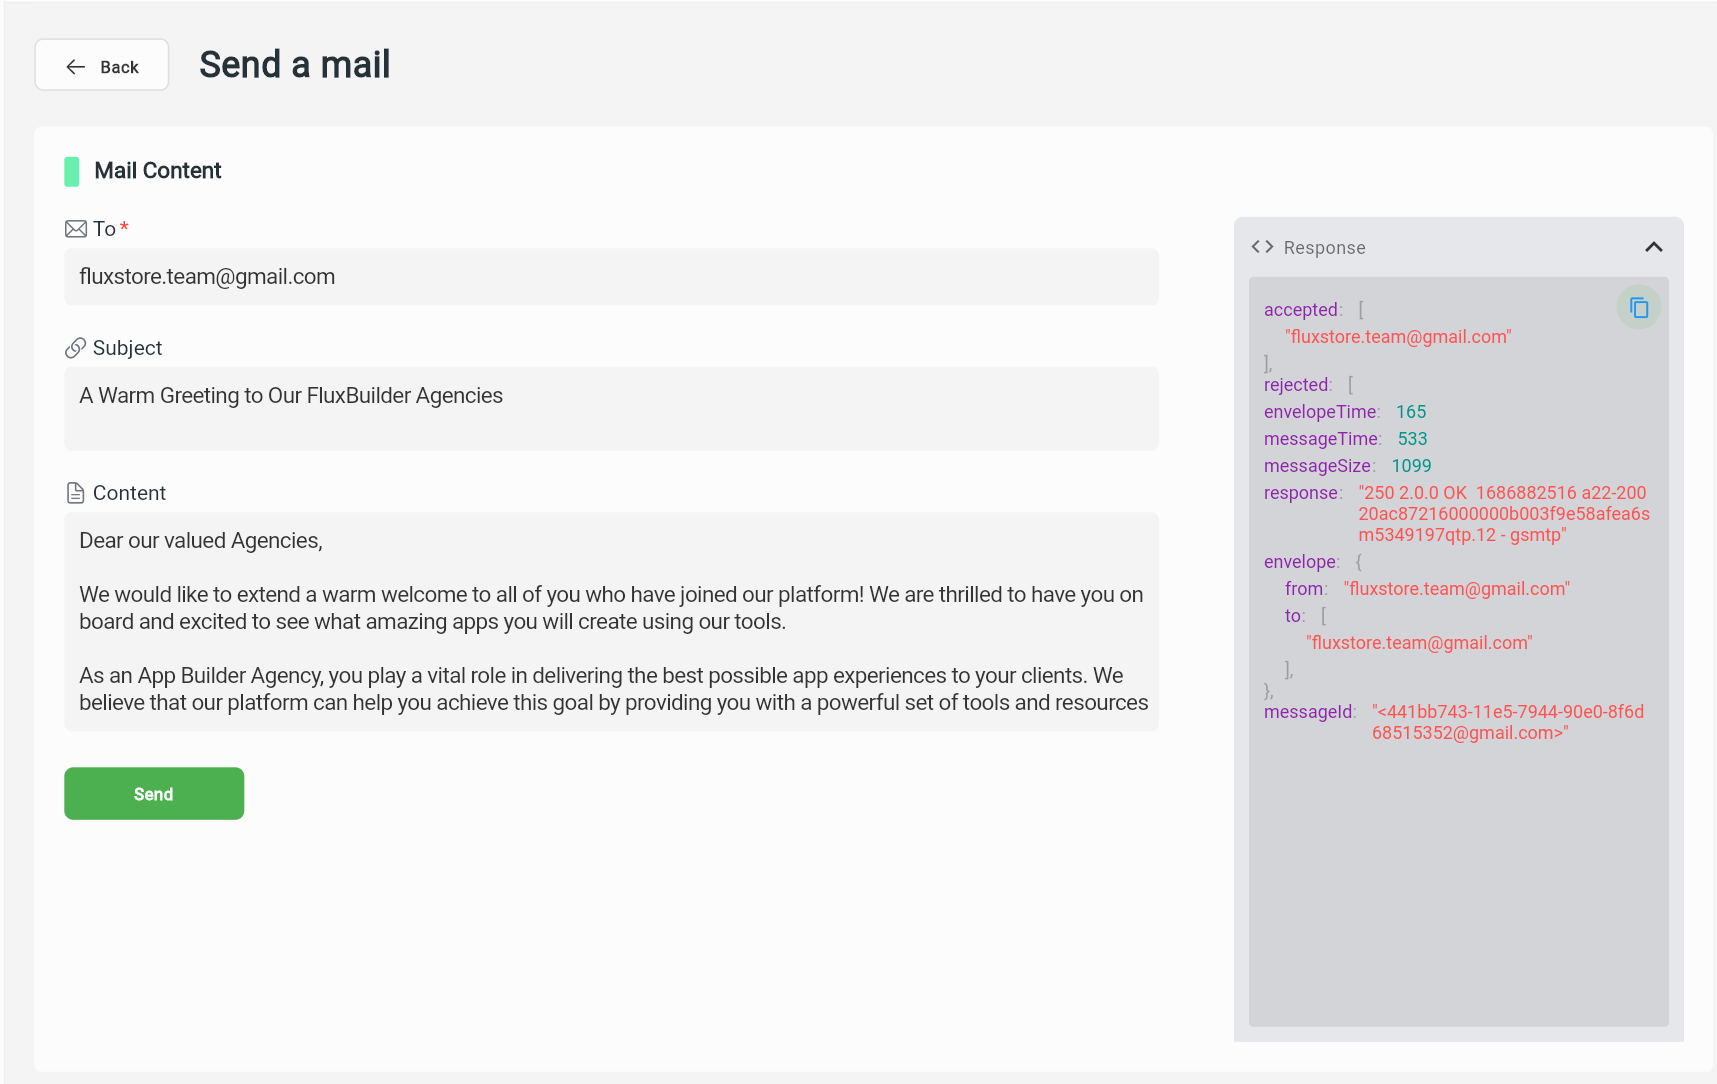 Back
Send a mail
Mail Content
To *
fluxstore.team@gmail.com
Subject
A Warm Greeting to Our FluxBuilder Agencies
Content
Dear our valued Agencies,
We would like to extend a warm welcome to all of you who have joined our platform! We are thrilled to have you on
board and excited to see what amazing apps you will create using our tools.
As an App Builder Agency, you play a vital role in delivering the best possible app experiences to your clients. We
believe that our platform can help you achieve this goal by providing you with a powerful set of tools and resources
Send
<> Response
accepted: [
"fluxstore.team@gmail.com"
],
rejected: [
envelopeTime: 165
messageTime: 533
messageSize: 1099
response: "250 2.0.0 OK  1686882516 a22-200
20ac87216000000b003f9e58afea6s
m5349197qtp.12 - gsmtp"
envelope: {
from: "fluxstore.team@gmail.com"
to: [
"fluxstore.team@gmail.com"
],
},
messageId: "<441bb743-11e5-7944-90e0-8f6d
68515352@gmail.com>"